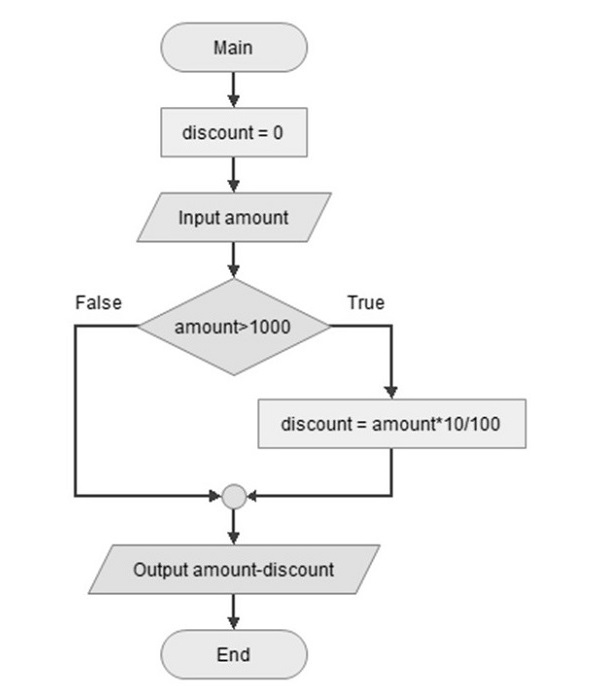 Main
discount = 0
Input amount
False
True
amount>1000
discount = amount*10/100
Output amount-discount
End